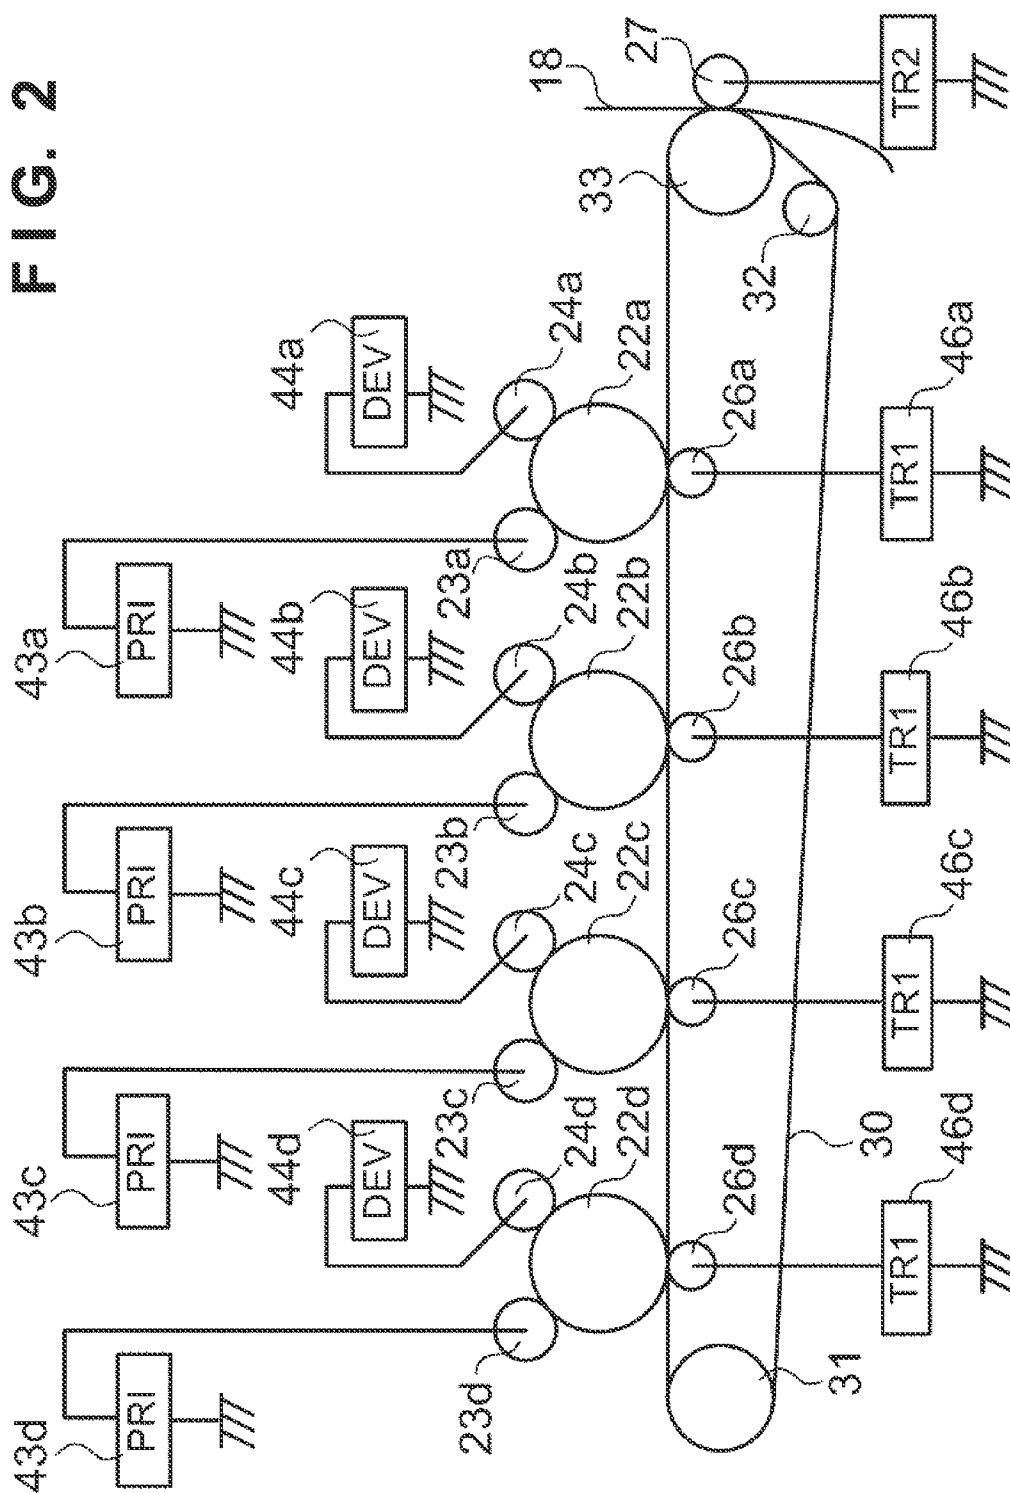 FIG. 2
43d
43c
43b
43a
PRI
PRI
PRI
PRI
44d
44c
44b
44a
DEV
DEV
DEV
DEV
23d
23c
23b
23a
24d
24c
24b
24a
22d
22c
22b
22a
33
18
27
26d
26c
26b
26a
32
31
30
TR1
TR1
TR1
TR1
TR2
46d
46c
46b
46a